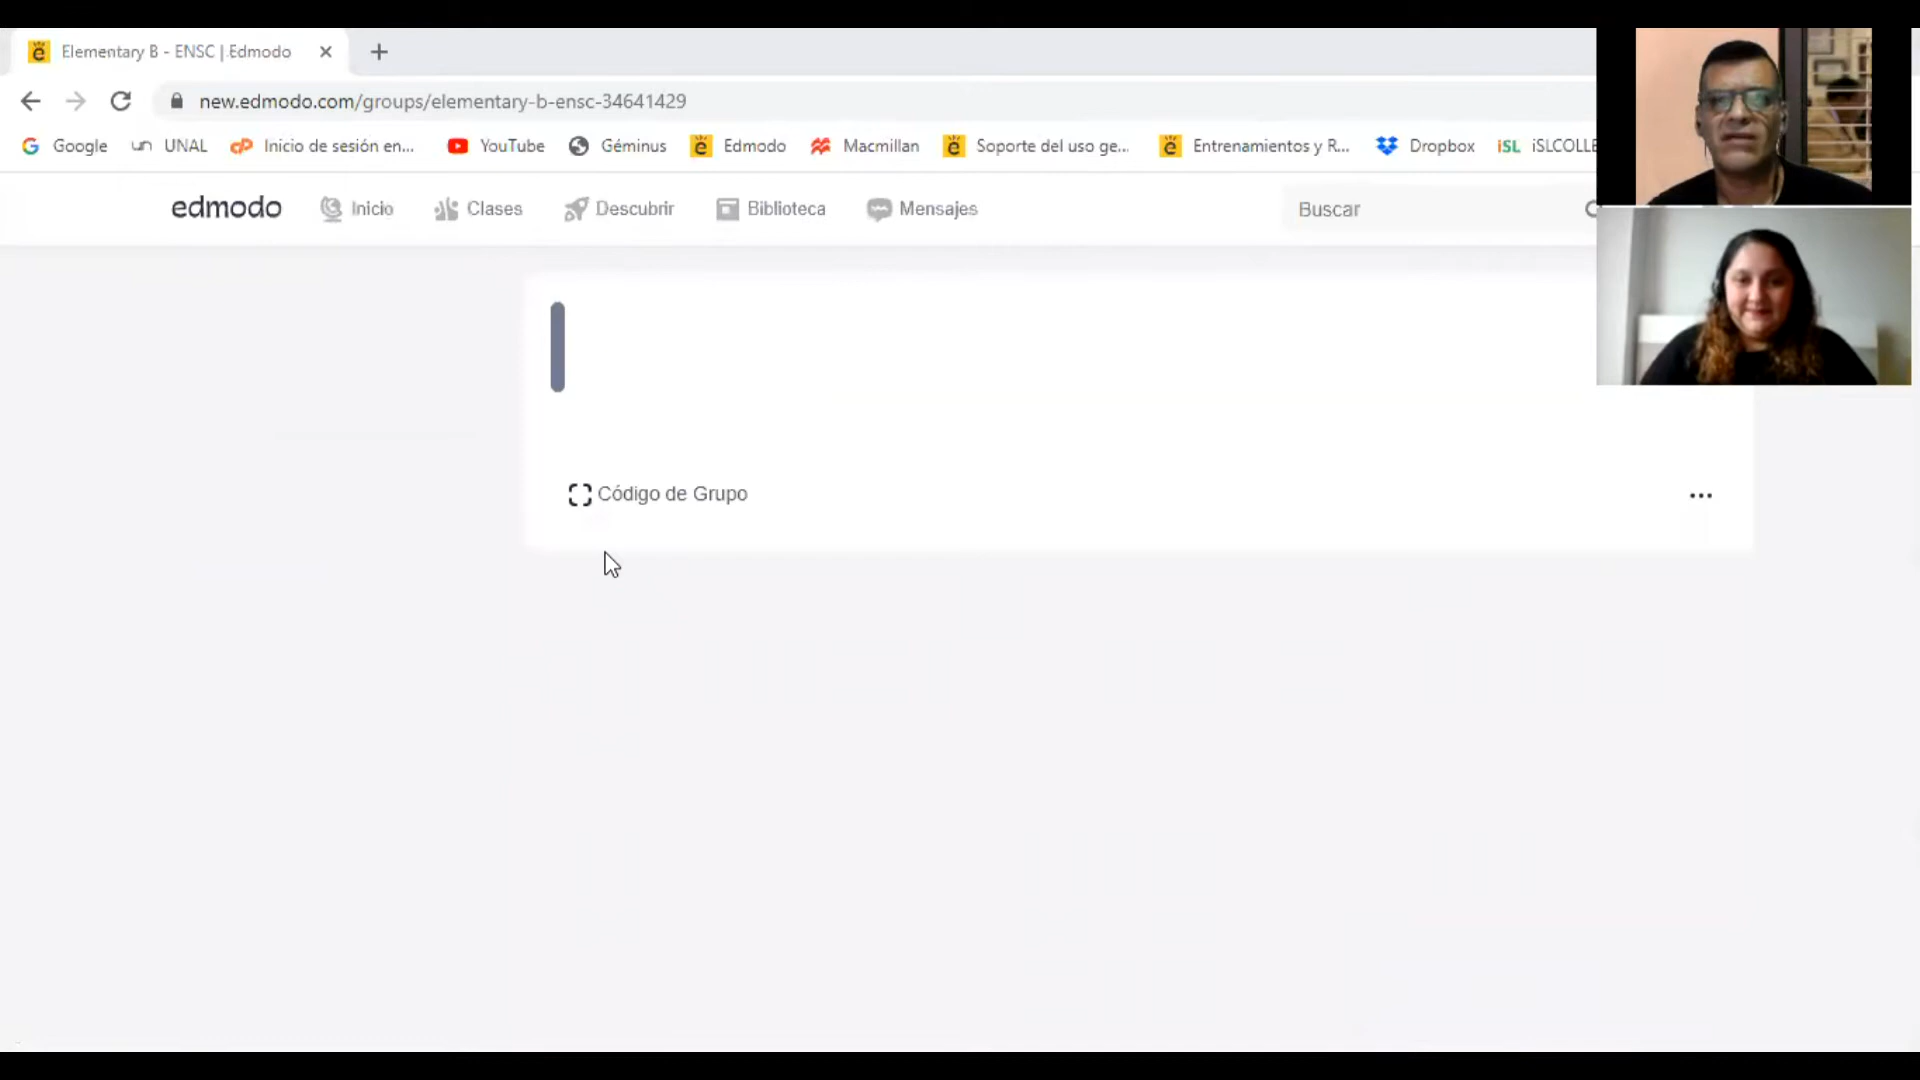 Elementary B - ENSC | Edmodo
new.edmodo.com/groups/elementary-b-ensc-34641429
Google UNAL Inicio de sesión en... YouTube Géminus Edmodo Macmillan Soporte del uso ge... Entrenamientos y R... Dropbox iSL iSLCOLLE
edmodo Inicio Clases Descubrir Biblioteca Mensajes Buscar
Código de Grupo